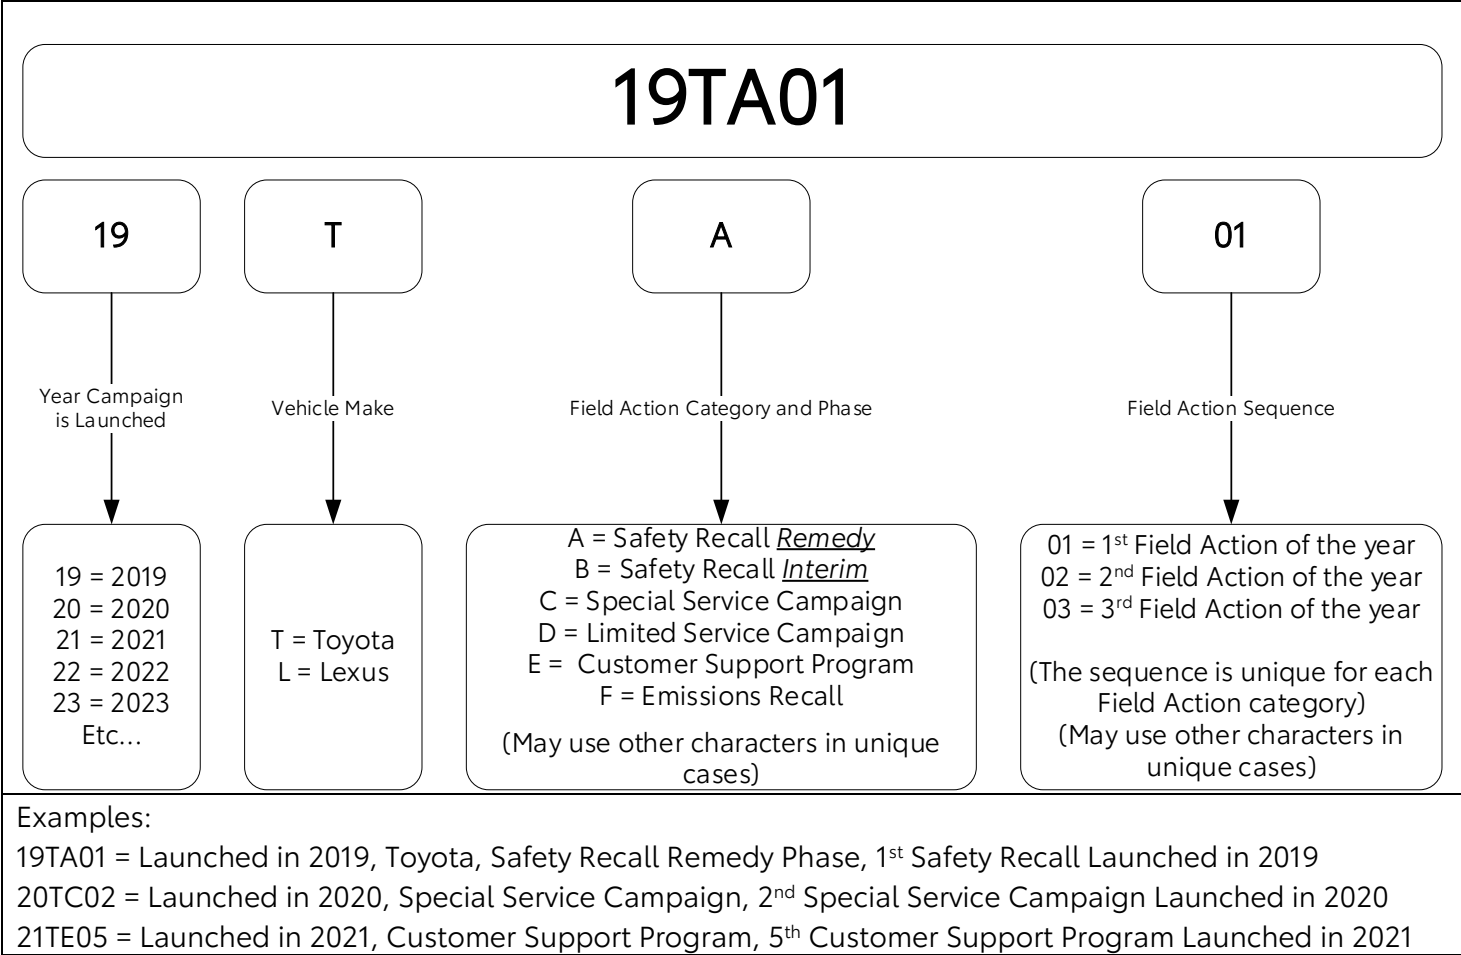 19TA01
19
T
A
01
Year Campaign
is Launched
Vehicle Make
Field Action Category and Phase
Field Action Sequence
19 = 2019
20 = 2020
21 = 2021
22 = 2022
23 = 2023
Etc...
T = Toyota
L = Lexus
A = Safety Recall Remedy
B = Safety Recall Interim
C = Special Service Campaign
D = Limited Service Campaign
E =  Customer Support Program
F = Emissions Recall
(May use other characters in unique
cases)
01 = 1st Field Action of the year
02 = 2nd Field Action of the year
03 = 3rd Field Action of the year
(The sequence is unique for each
Field Action category)
(May use other characters in
unique cases)
Examples:
19TA01 = Launched in 2019, Toyota, Safety Recall Remedy Phase, 1st Safety Recall Launched in 2019
20TC02 = Launched in 2020, Special Service Campaign, 2nd Special Service Campaign Launched in 2020
21TE05 = Launched in 2021, Customer Support Program, 5th Customer Support Program Launched in 2021